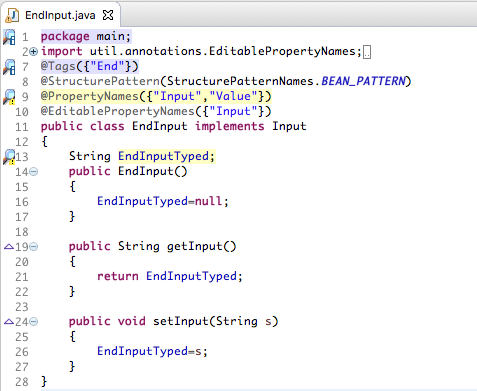 EndInput.java
1 package main;
2 import util.annotations.EditablePropertyNames;
7 @Tags({"End"})
8 @StructurePattern(StructurePatternNames.BEAN_PATTERN)
9 @PropertyNames({"Input","Value"})
10 @EditablePropertyNames({"Input"})
11 public class EndInput implements Input
12 {
13 String EndInputTyped;
14 public EndInput()
15 {
16 EndInputTyped=null;
17 }
18
19 public String getInput()
20 {
21 return EndInputTyped;
22 }
23
24 public void setInput(String s)
25 {
26 EndInputTyped=s;
27 }
28 }